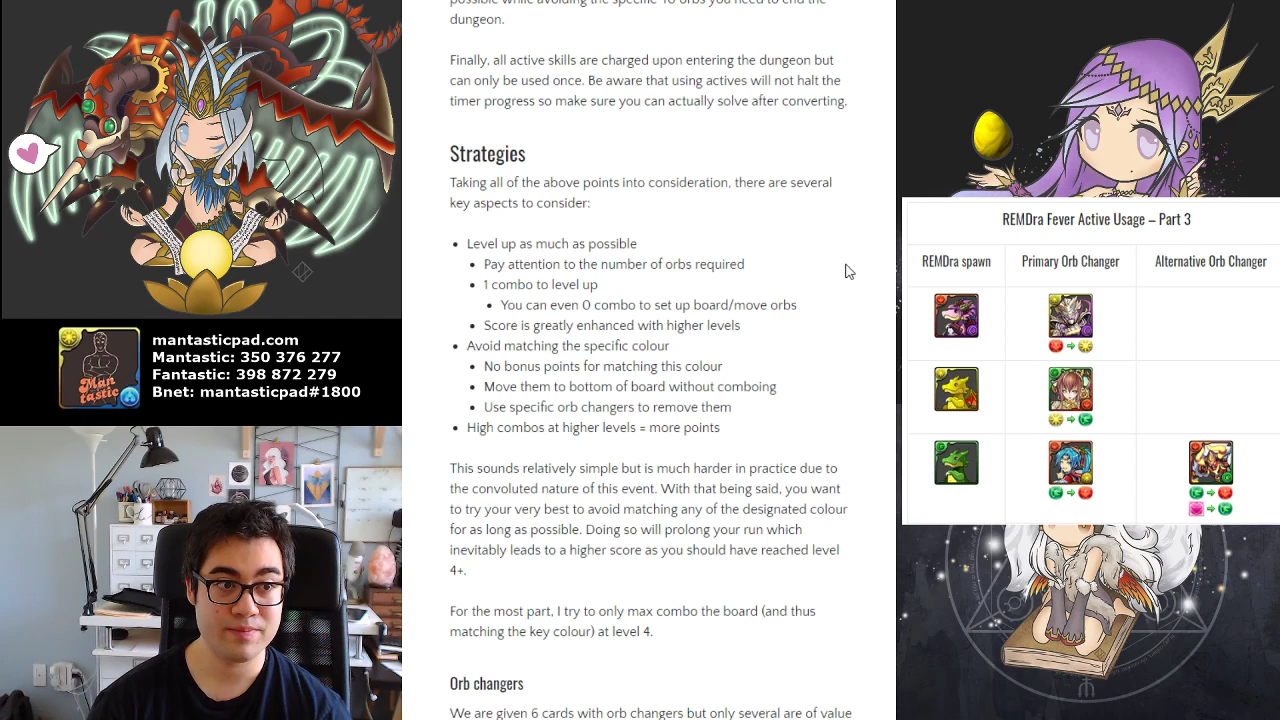 dungeon.
Finally, all active skills are charged upon entering the dungeon but
can only be used once. Be aware that using actives will not halt the
timer progress so make sure you can actually solve after converting.
Strategies
Taking all of the above points into consideration, there are several
key aspects to consider:
Level up as much as possible
Pay attention to the number of orbs required
1 combo to level up
You can even 0 combo to set up board/move orbs
Score is greatly enhanced with higher levels
Avoid matching the specific colour
No bonus points for matching this colour
Move them to bottom of board without comboing
Use specific orb changers to remove them
High combos at higher levels = more points
This sounds relatively simple but is much harder in practice due to
the convoluted nature of this event. With that being said, you want
to try your very best to avoid matching any of the designated colour
for as long as possible. Doing so will prolong your run which
inevitably leads to a higher score as you should have reached level
4+.
For the most part, I try to only max combo the board (and thus
matching the key colour) at level 4.
Orb changers
We are given 6 cards with orb changers but only several are of value
Man
tastic
mantasticpad.com
Mantastic: 350 376 277
Fantastic: 398 872 279
Bnet: mantasticpad#1800
REMDra Fever Active Usage – Part 3
REMDra spawn Primary Orb Changer Alternative Orb Changer